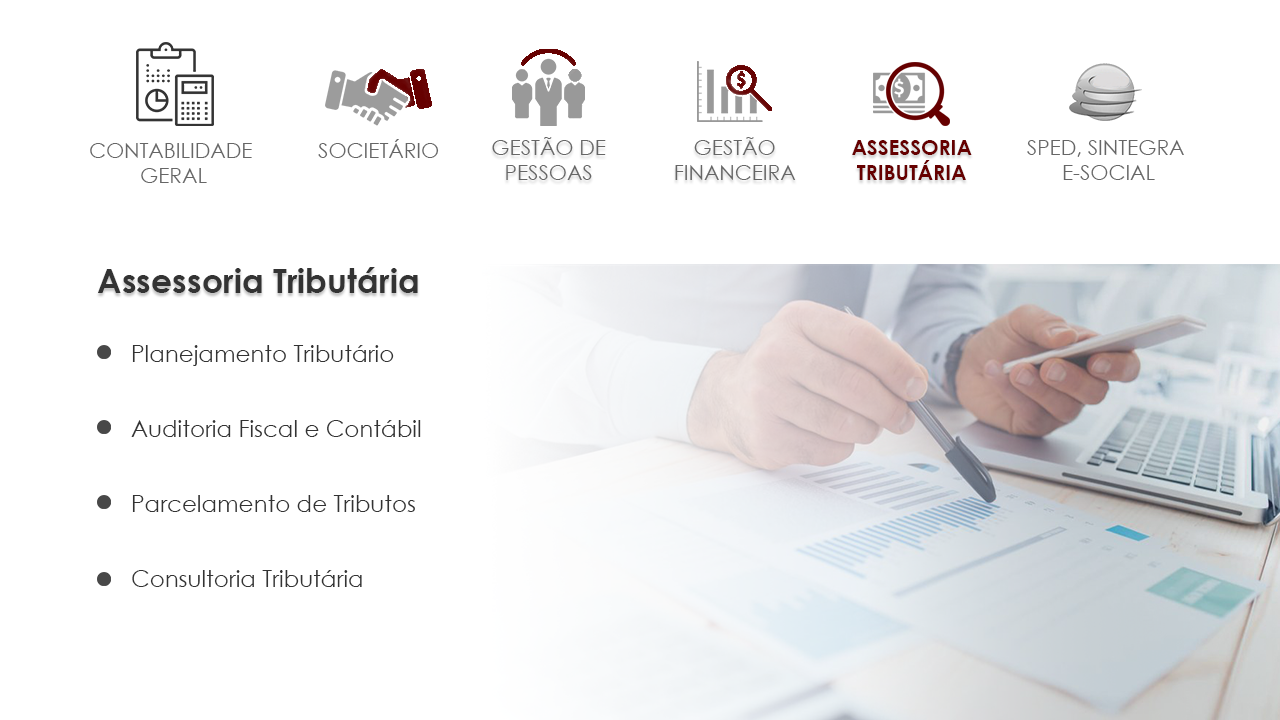 CONTABILIDADE
GERAL
SOCIETÁRIO
GESTÃO DE
PESSOAS
GESTÃO
FINANCEIRA
ASSESSORIA
TRIBUTÁRIA
SPED, SINTEGRA
E-SOCIAL
Assessoria Tributária
Planejamento Tributário
Auditoria Fiscal e Contábil
Parcelamento de Tributos
Consultoria Tributária